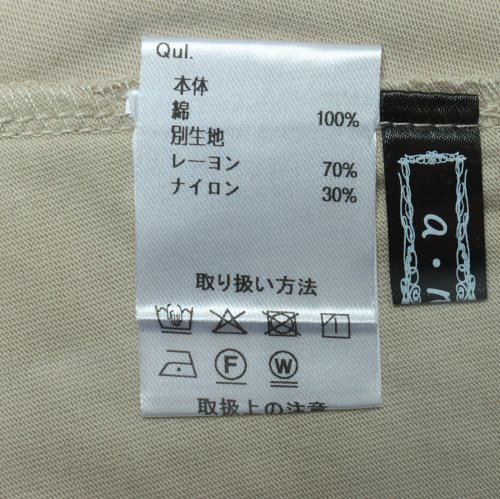 Qul.
本体
綿 100%
別生地
レーヨン 70%
ナイロン 30%
取り扱い方法
F W
取扱上の注意
a.